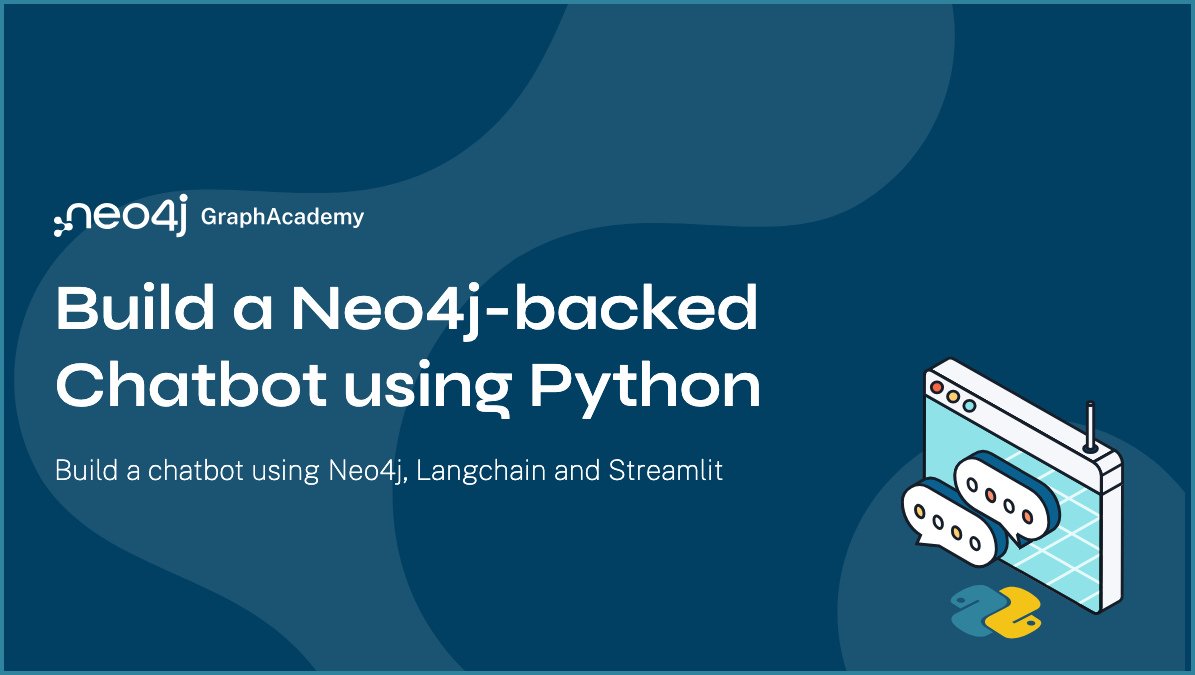 neo4j GraphAcademy
Build a Neo4j-backed
Chatbot using Python
Build a chatbot using Neo4j, Langchain and Streamlit